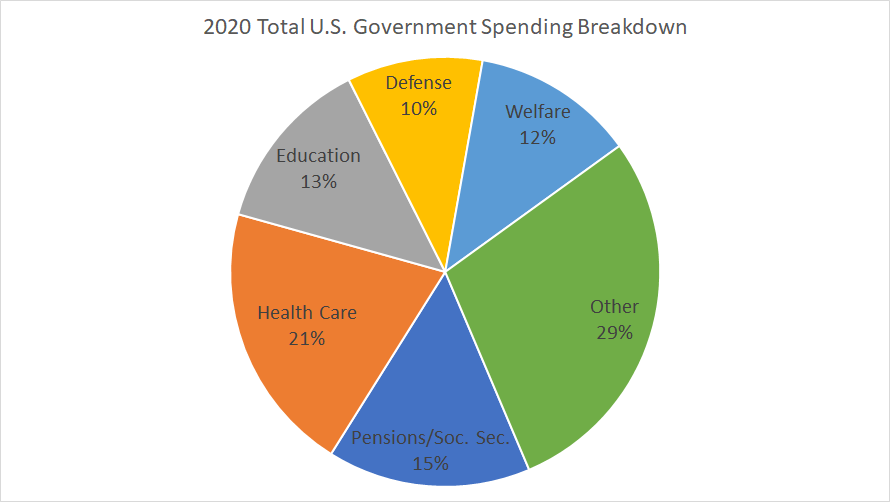 2020 Total U.S. Government Spending Breakdown
Defense
10%
Welfare
12%
Education
13%
Other
29%
Health Care
21%
Pensions/Soc. Sec.
15%